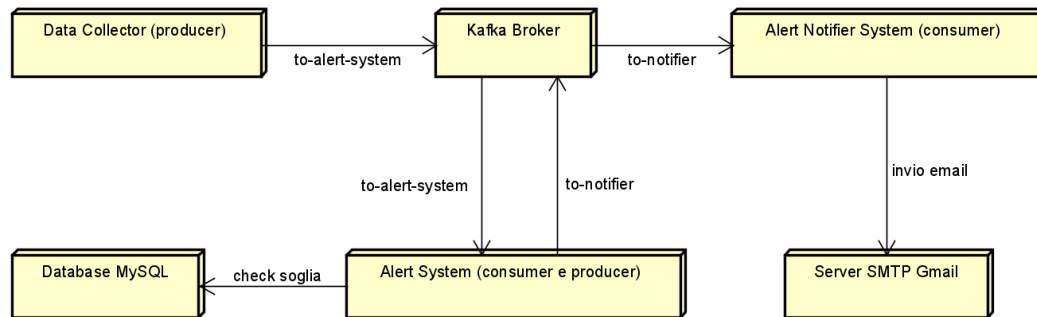 Data Collector (producer)
Kafka Broker
Alert Notifier System (consumer)
to-alert-system
to-notifier
to-alert-system
to-notifier
invio email
Database MySQL
check soglia
Alert System (consumer e producer)
Server SMTP Gmail